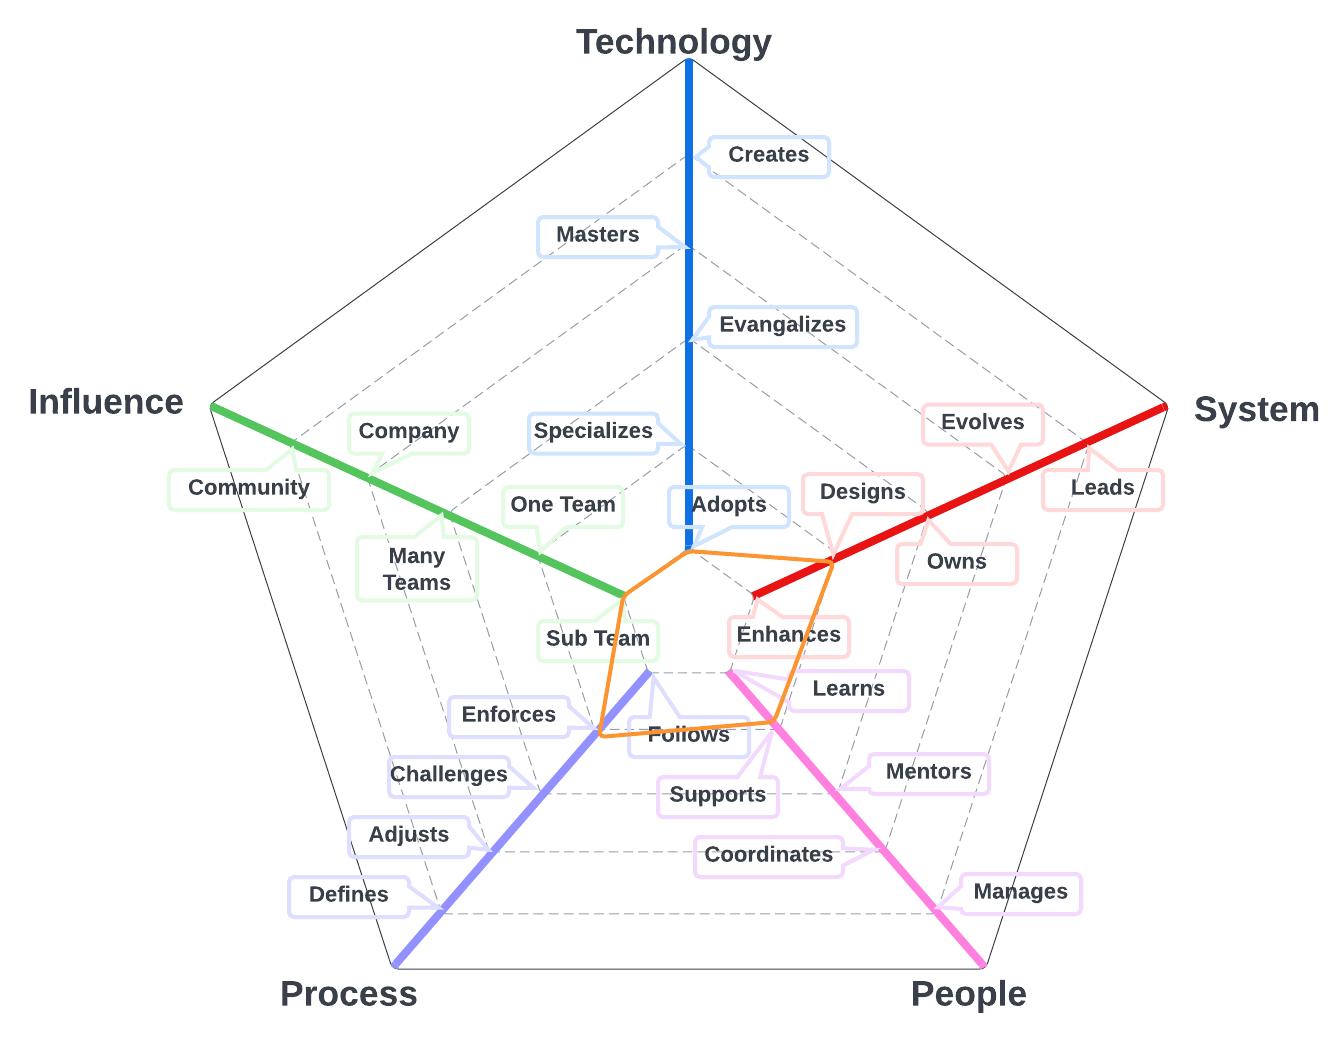 Technology
Creates
Masters
Evangalizes
Influence
System
Company
Specializes
Evolves
Community
One Team
Adopts
Designs
Leads
Many
Teams
Owns
Sub Team
Enhances
Learns
Enforces
Follows
Challenges
Supports
Mentors
Adjusts
Coordinates
Defines
Manages
Process
People